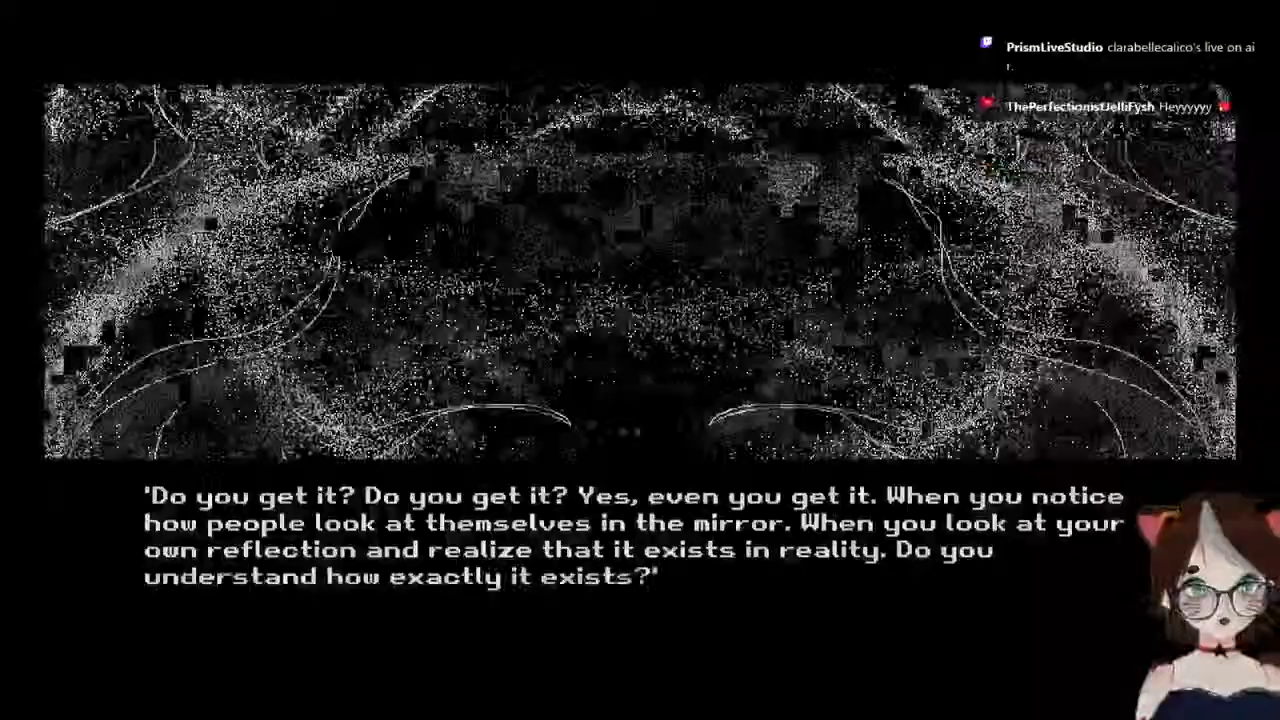 PrismLiveStudio clarabellecalico's live on ai
r.
ThePerfectionistJelliFysh Heyyyyyy
'Do you get it? Do you get it? Yes, even you get it. When you notice
how people look at themselves in the mirror. When you look at your
own reflection and realize that it exists in reality. Do you
understand how exactly it exists?'